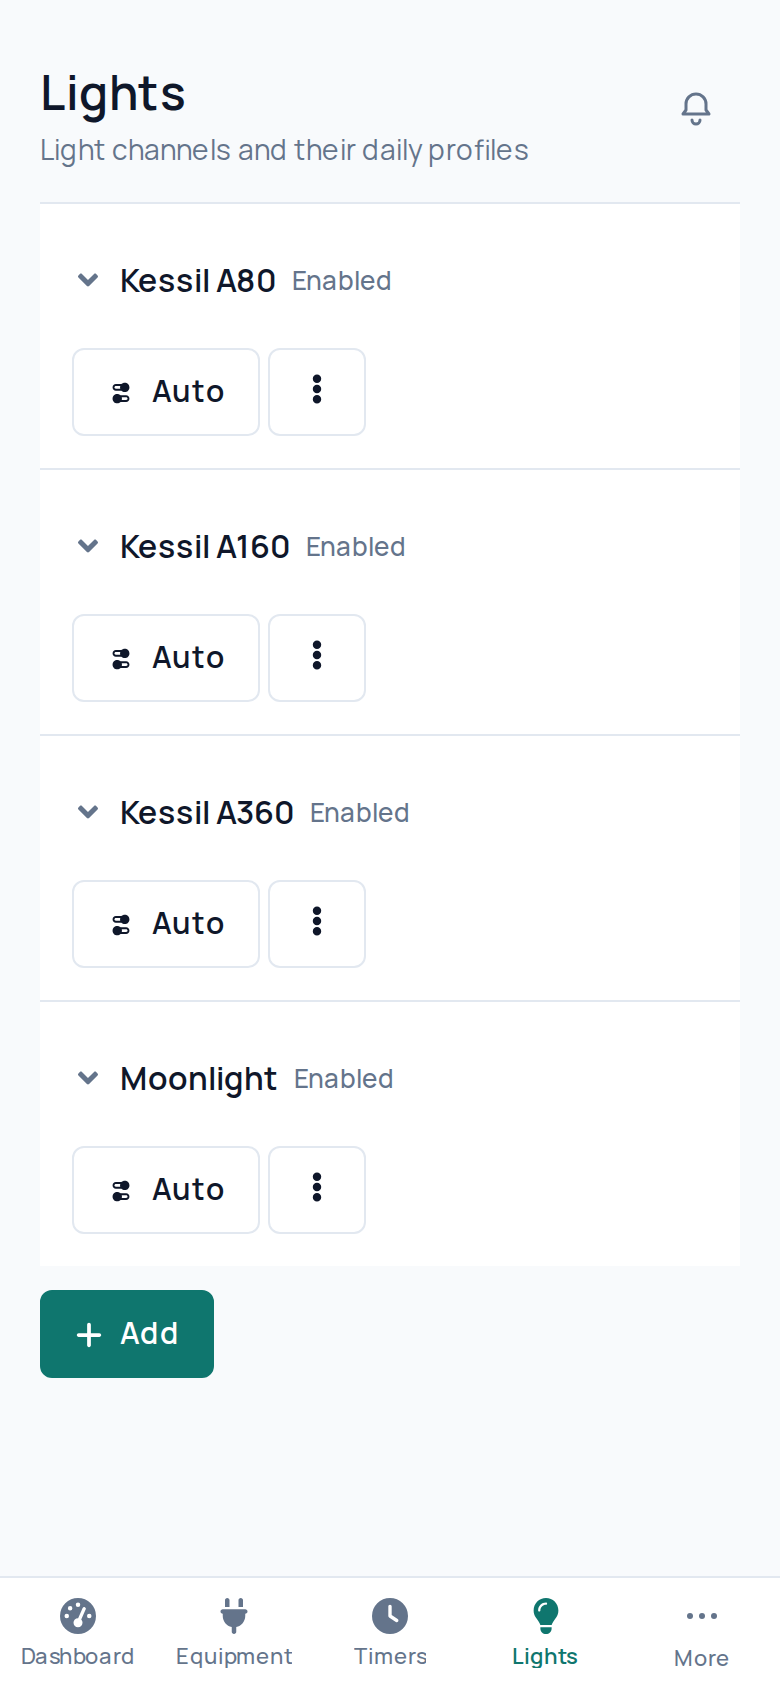 Lights
Light channels and their daily profiles
Kessil A80 Enabled
Auto
Kessil A160 Enabled
Auto
Kessil A360 Enabled
Auto
Moonlight Enabled
Auto
Add
Dashboard Equipment Timers Lights More